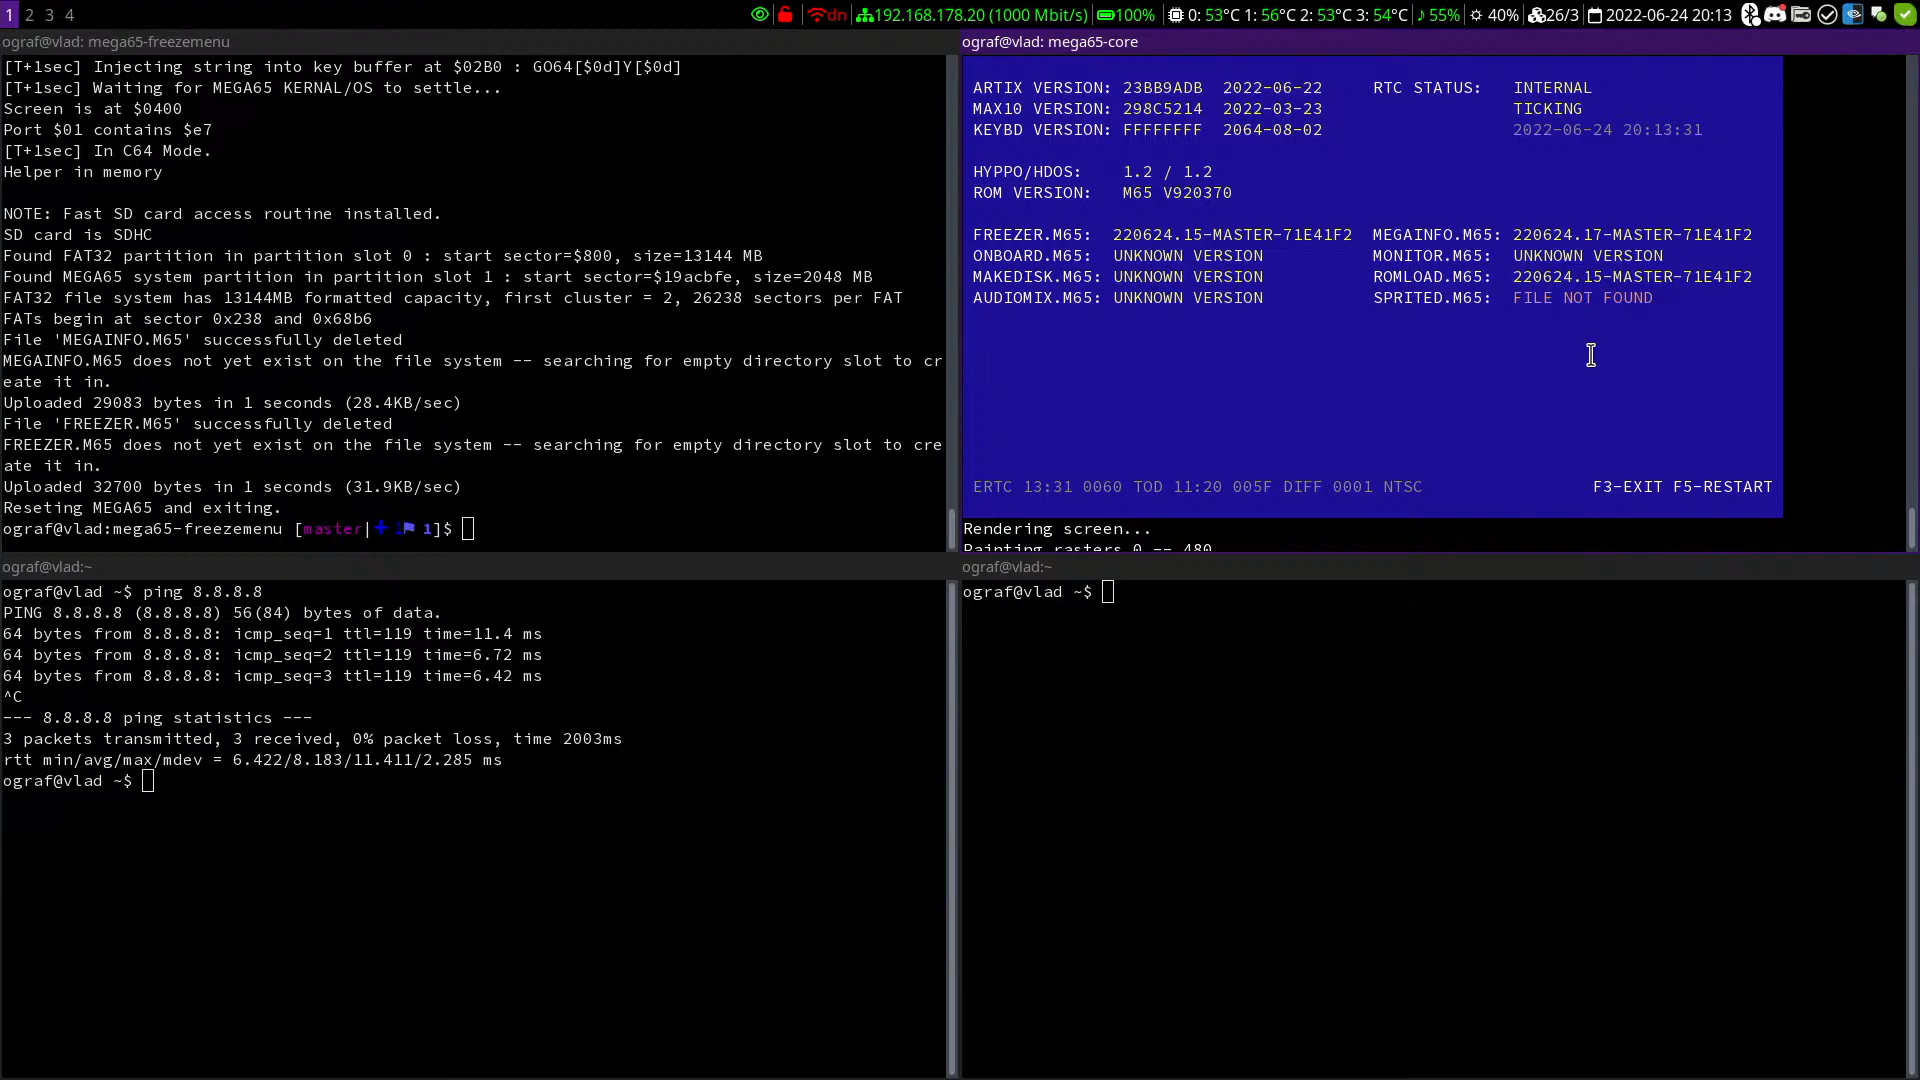 1 2 3 4
dn 192.168.178.20 (1000 Mbit/s) 100% 0: 53°C 1: 56°C 2: 53°C 3: 54°C 55% 40% 26/3 2022-06-24 20:13
ograf@vlad: mega65-freezemenu
[T+1sec] Injecting string into key buffer at $02B0 : GO64[$0d]Y[$0d]
[T+1sec] Waiting for MEGA65 KERNAL/OS to settle...
Screen is at $0400
Port $01 contains $e7
[T+1sec] In C64 Mode.
Helper in memory
NOTE: Fast SD card access routine installed.
SD card is SDHC
Found FAT32 partition in partition slot 0 : start sector=$800, size=13144 MB
Found MEGA65 system partition in partition slot 1 : start sector=$19acbfe, size=2048 MB
FAT32 file system has 13144MB formatted capacity, first cluster = 2, 26238 sectors per FAT
FATs begin at sector 0x238 and 0x68b6
File 'MEGAINFO.M65' successfully deleted
MEGAINFO.M65 does not yet exist on the file system -- searching for empty directory slot to cr
eate it in.
Uploaded 29083 bytes in 1 seconds (28.4KB/sec)
File 'FREEZER.M65' successfully deleted
FREEZER.M65 does not yet exist on the file system -- searching for empty directory slot to cre
ate it in.
Uploaded 32700 bytes in 1 seconds (31.9KB/sec)
Reseting MEGA65 and exiting.
ograf@vlad:mega65-freezemenu [master|✚ 1⚑ 1]$
ograf@vlad: mega65-core
ARTIX VERSION: 23BB9ADB 2022-06-22 RTC STATUS: INTERNAL
MAX10 VERSION: 298C5214 2022-03-23 TICKING
KEYBD VERSION: FFFFFFFF 2064-08-02 2022-06-24 20:13:31
HYPPO/HDOS: 1.2 / 1.2
ROM VERSION: M65 V920370
FREEZER.M65: 220624.15-MASTER-71E41F2 MEGAINFO.M65: 220624.17-MASTER-71E41F2
ONBOARD.M65: UNKNOWN VERSION MONITOR.M65: UNKNOWN VERSION
MAKEDISK.M65: UNKNOWN VERSION ROMLOAD.M65: 220624.15-MASTER-71E41F2
AUDIOMIX.M65: UNKNOWN VERSION SPRITED.M65: FILE NOT FOUND
ERTC 13:31 0060 TOD 11:20 005F DIFF 0001 NTSC F3-EXIT F5-RESTART
Rendering screen...
Painting rasters 0 -- 480
ograf@vlad:~
ograf@vlad ~$ ping 8.8.8.8
PING 8.8.8.8 (8.8.8.8) 56(84) bytes of data.
64 bytes from 8.8.8.8: icmp_seq=1 ttl=119 time=11.4 ms
64 bytes from 8.8.8.8: icmp_seq=2 ttl=119 time=6.72 ms
64 bytes from 8.8.8.8: icmp_seq=3 ttl=119 time=6.42 ms
^C
--- 8.8.8.8 ping statistics ---
3 packets transmitted, 3 received, 0% packet loss, time 2003ms
rtt min/avg/max/mdev = 6.422/8.183/11.411/2.285 ms
ograf@vlad ~$
ograf@vlad:~
ograf@vlad ~$